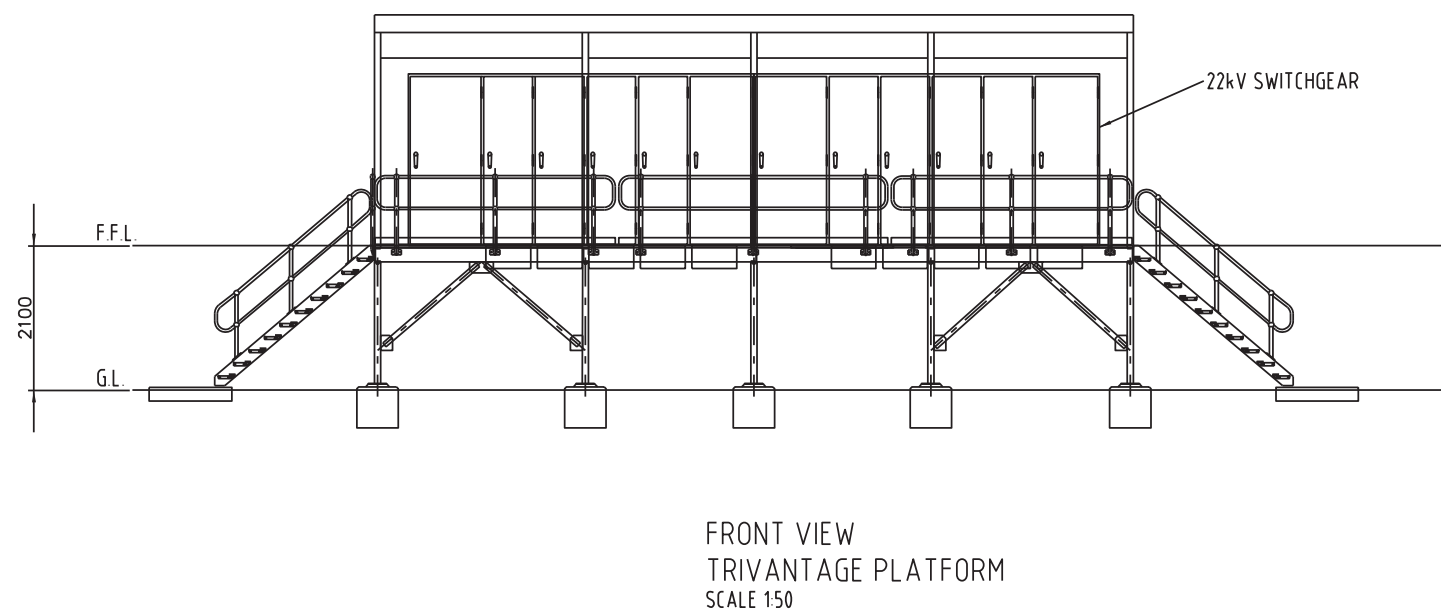 22kV SWITCHGEAR
F.F.L.
2100
G.L.
FRONT VIEW
TRIVANTAGE PLATFORM
SCALE 1:50